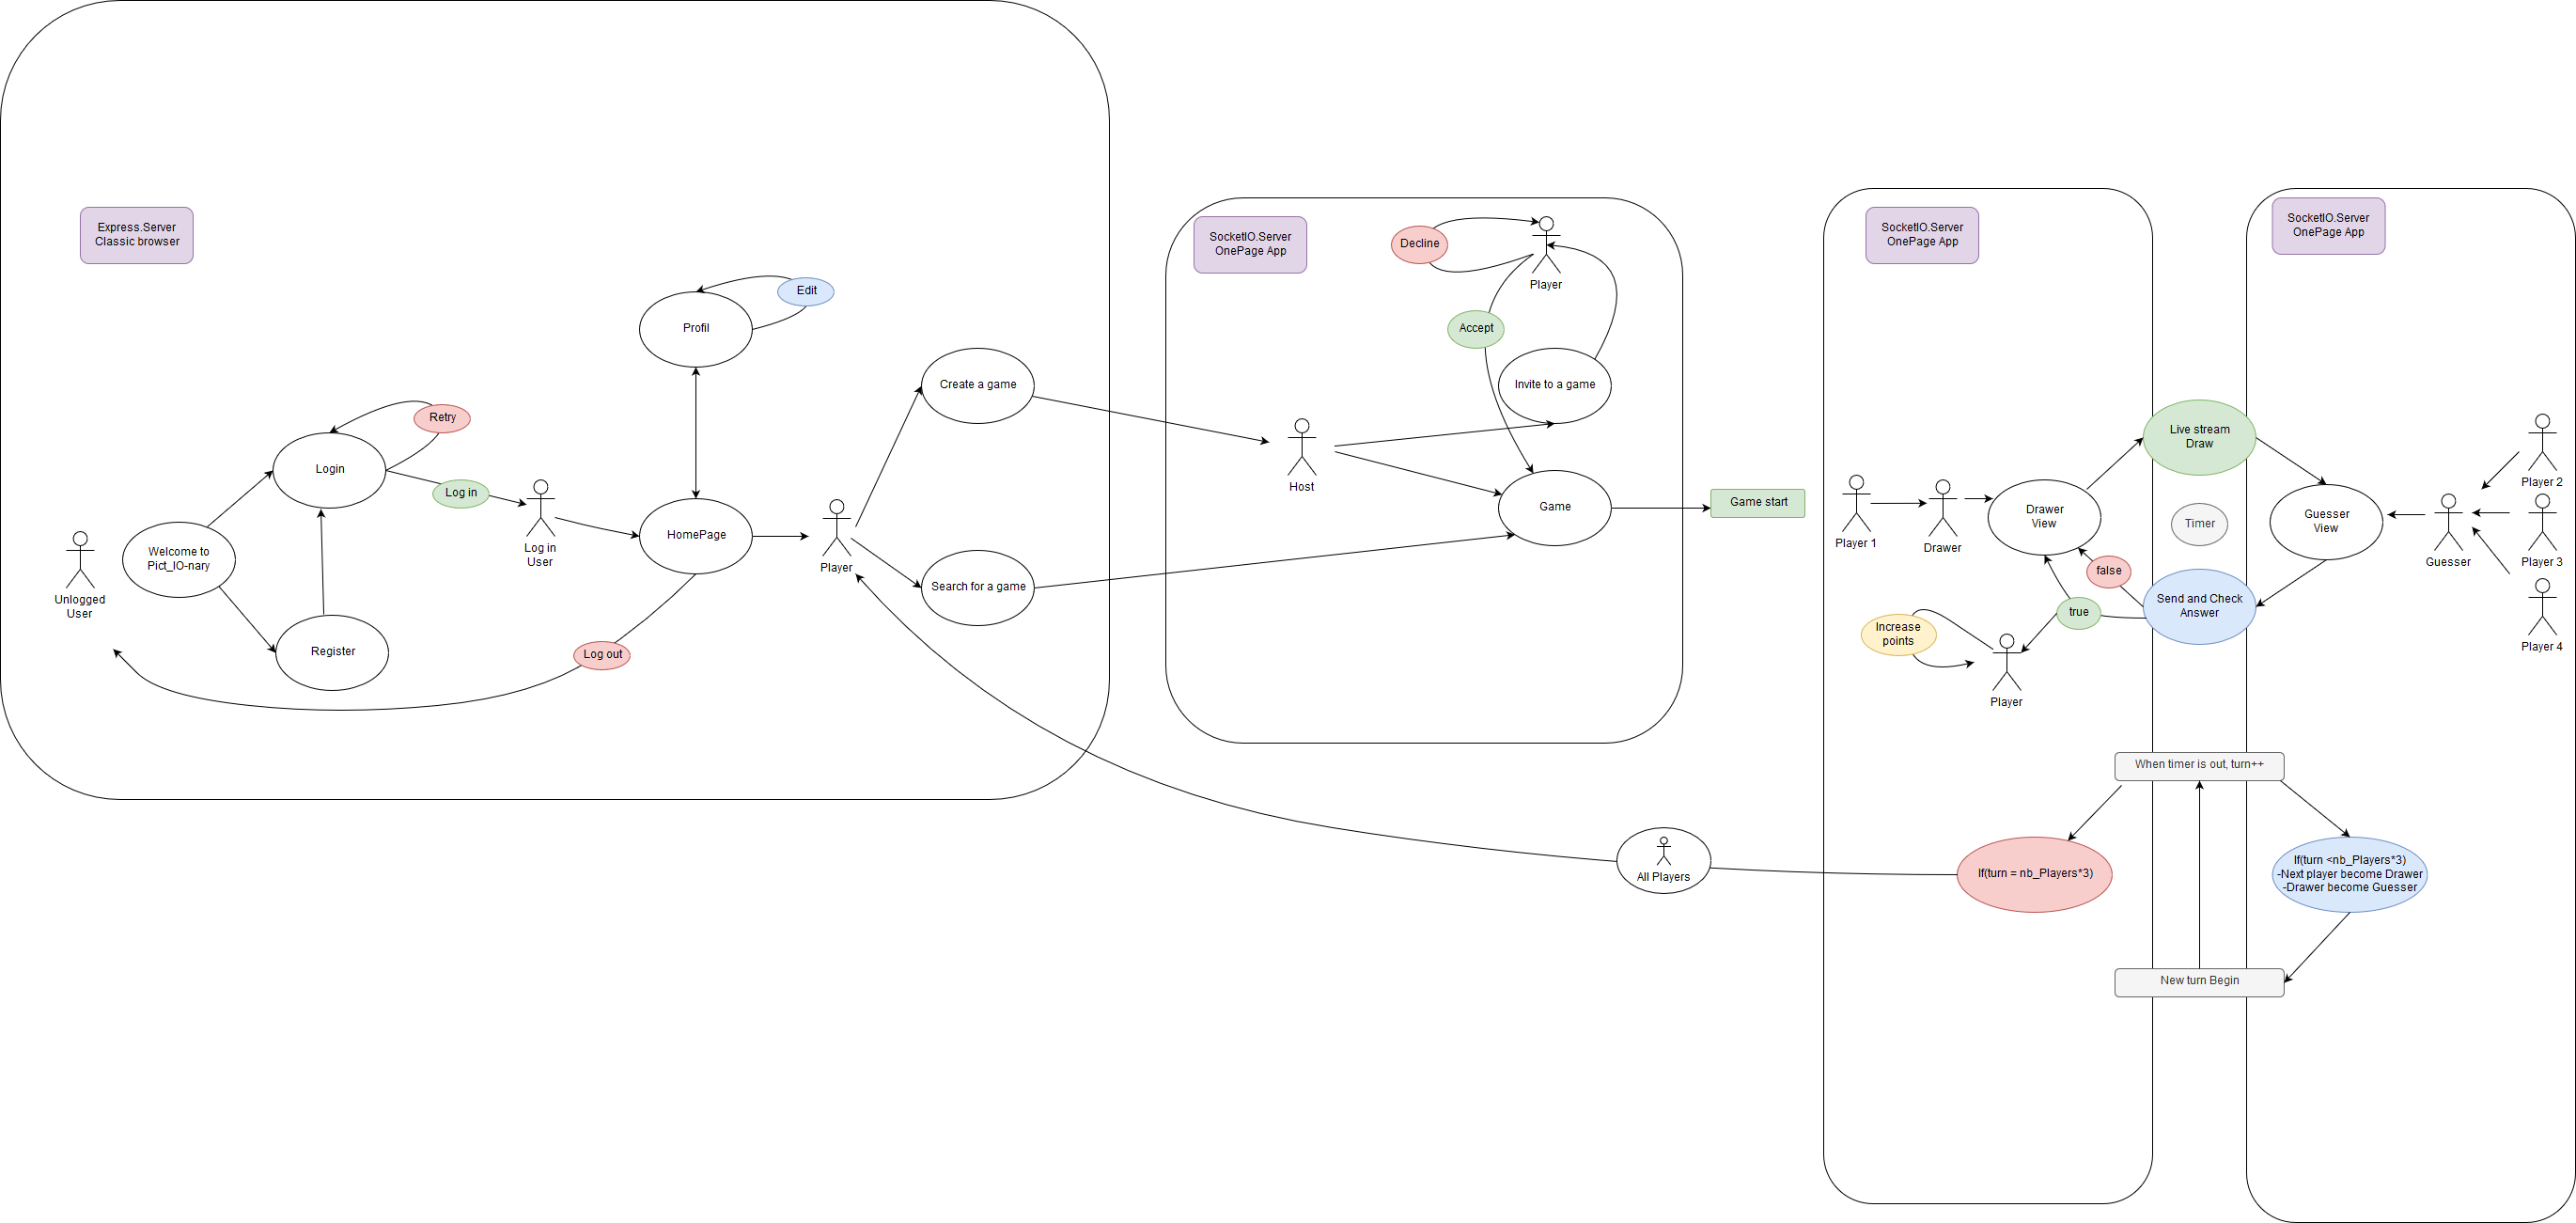 Express.Server
Classic browser
Profil
Edit
Login
Retry
Log in
Log in
User
HomePage
Log out
Unlogged
User
Welcome to
Pict_IO-nary
Register
Player
Create a game
Search for a game
SocketIO.Server
OnePage App
Decline
Player
Accept
Invite to a game
Host
Game
Game start
SocketIO.Server
OnePage App
Player 1
Drawer
Drawer
View
Live stream
Draw
Timer
false
true
Send and Check
Answer
Increase
points
Player
SocketIO.Server
OnePage App
Guesser
View
Guesser
Player 2
Player 3
Player 4
When timer is out, turn++
If(turn = nb_Players*3)
If(turn <nb_Players*3)
-Next player become Drawer
-Drawer become Guesser
All Players
New turn Begin